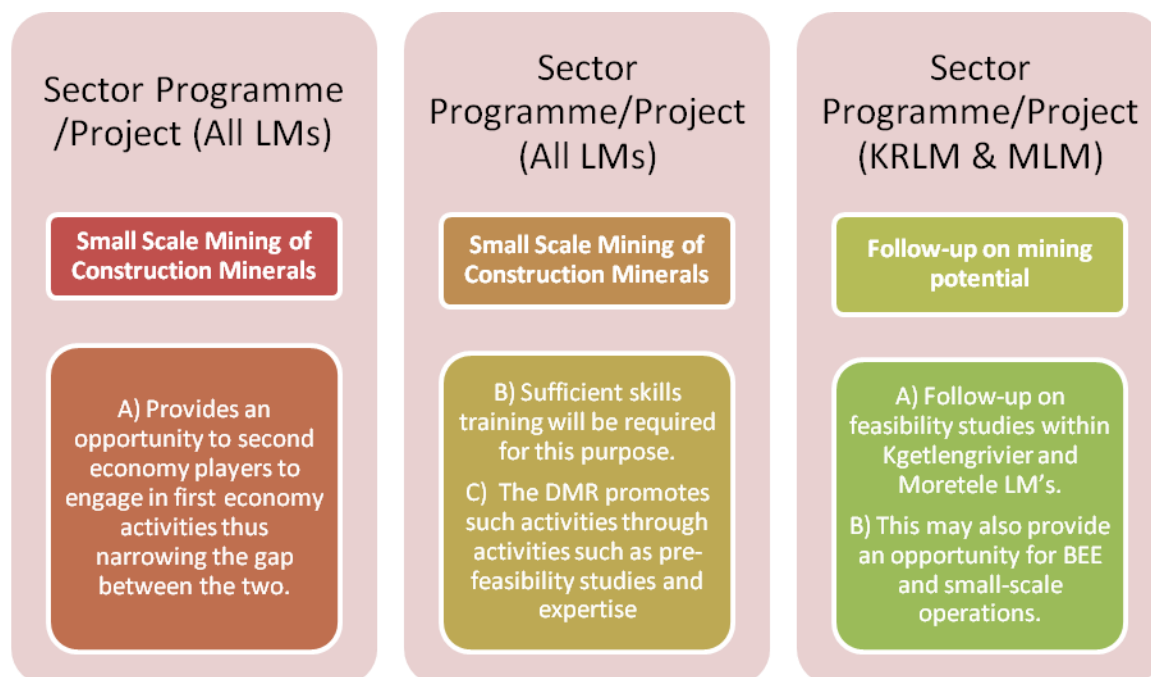 Sector Programme
/Project (All LMs)
Small Scale Mining of
Construction Minerals
A) Provides an
opportunity to second
economy players to
engage in first economy
activities thus
narrowing the gap
between the two.
Sector
Programme/Project
(All LMs)
Small Scale Mining of
Construction Minerals
B) Sufficient skills
training will be required
for this purpose.
C) The DMR promotes
such activities through
activities such as pre-
feasibility studies and
expertise
Sector
Programme/Project
(KRLM & MLM)
Follow-up on mining
potential
A) Follow-up on
feasibility studies within
Kgetlengrivier and
Moretele LM's.
B) This may also provide
an opportunity for BEE
and small-scale
operations.